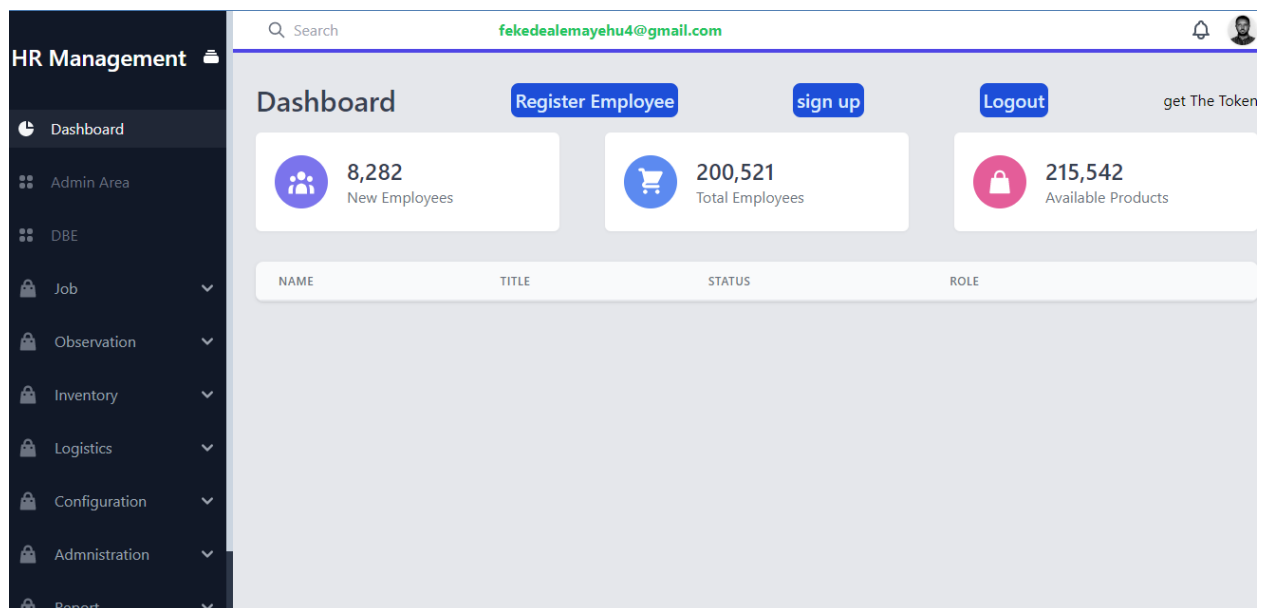 Search
fekedealemayehu4@gmail.com
HR Management
Dashboard
Admin Area
DBE
Job
Observation
Inventory
Logistics
Configuration
Admnistration
Report
Dashboard
Register Employee
sign up
Logout
get The Token
8,282
New Employees
200,521
Total Employees
215,542
Available Products
NAME TITLE STATUS ROLE